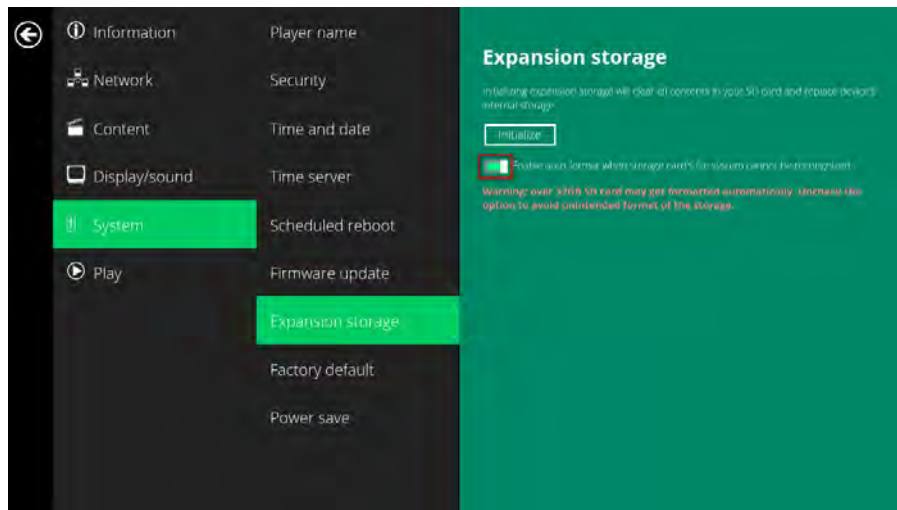 Information
Network
Content
Display/sound
System
Play
Player name
Security
Time and date
Time server
Scheduled reboot
Firmware update
Expansion storage
Factory default
Power save
Expansion storage
Initializing expansion storage will clear all contents in your SD card and replace device's
internal storage
Initialize
Enable auto format when storage card's file system cannot be recognized
Warning: over 32GB SD card may get formatted automatically. Uncheck the
option to avoid unintended format of the storage.